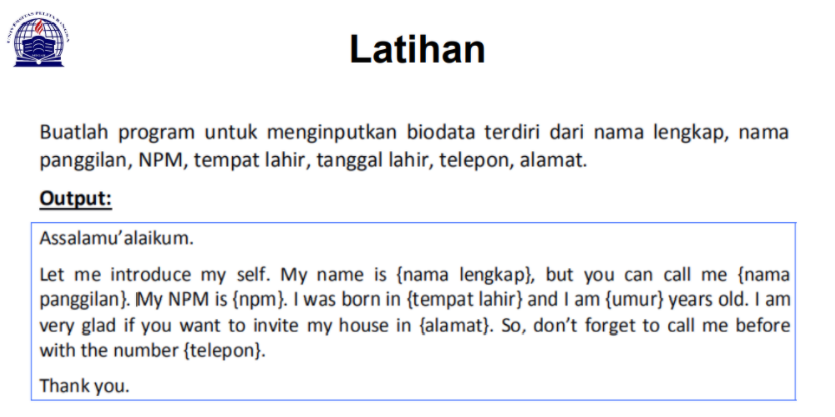 UNIVERSITAS PELITA BANGSA
Latihan
Buatlah program untuk menginputkan biodata terdiri dari nama lengkap, nama
panggilan, NPM, tempat lahir, tanggal lahir, telepon, alamat.
Output:
Assalamu’alaikum.
Let me introduce my self. My name is {nama lengkap}, but you can call me {nama
panggilan}. My NPM is {npm}. I was born in {tempat lahir} and I am {umur} years old. I am
very glad if you want to invite my house in {alamat}. So, don’t forget to call me before
with the number {telepon}.
Thank you.